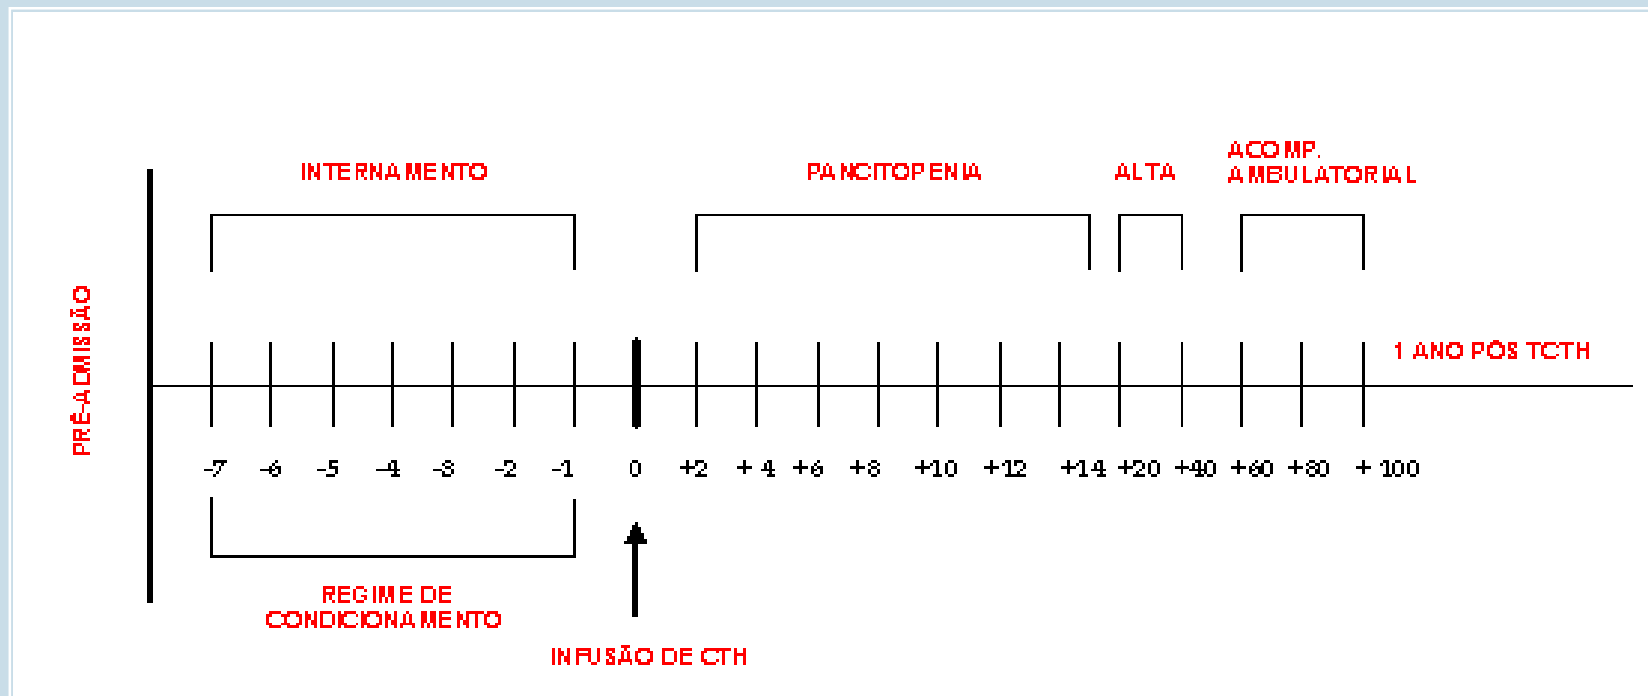 INTERNAMENTO
PANCITOPENIA
ALTA
ACOMP.
AMBULATORIAL
PRÉ-ADMISSÃO
1 ANO PÓS TCTH
-7 -6 -5 -4 -3 -2 -1 0 +2 + 4 +6 +8 +10 +12 +14 +20 +40 +60 +80 + 100
REGIME DE
CONDICIONAMENTO
INFUSÃO DE CTH